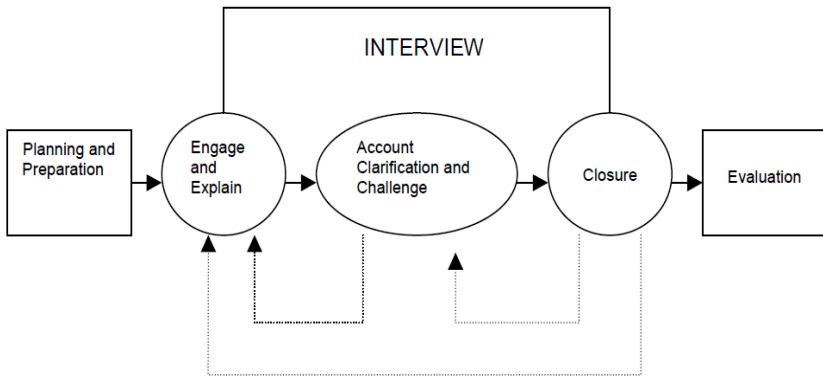 INTERVIEW
Planning and
Preparation
Engage
and
Explain
Account
Clarification and
Challenge
Closure
Evaluation